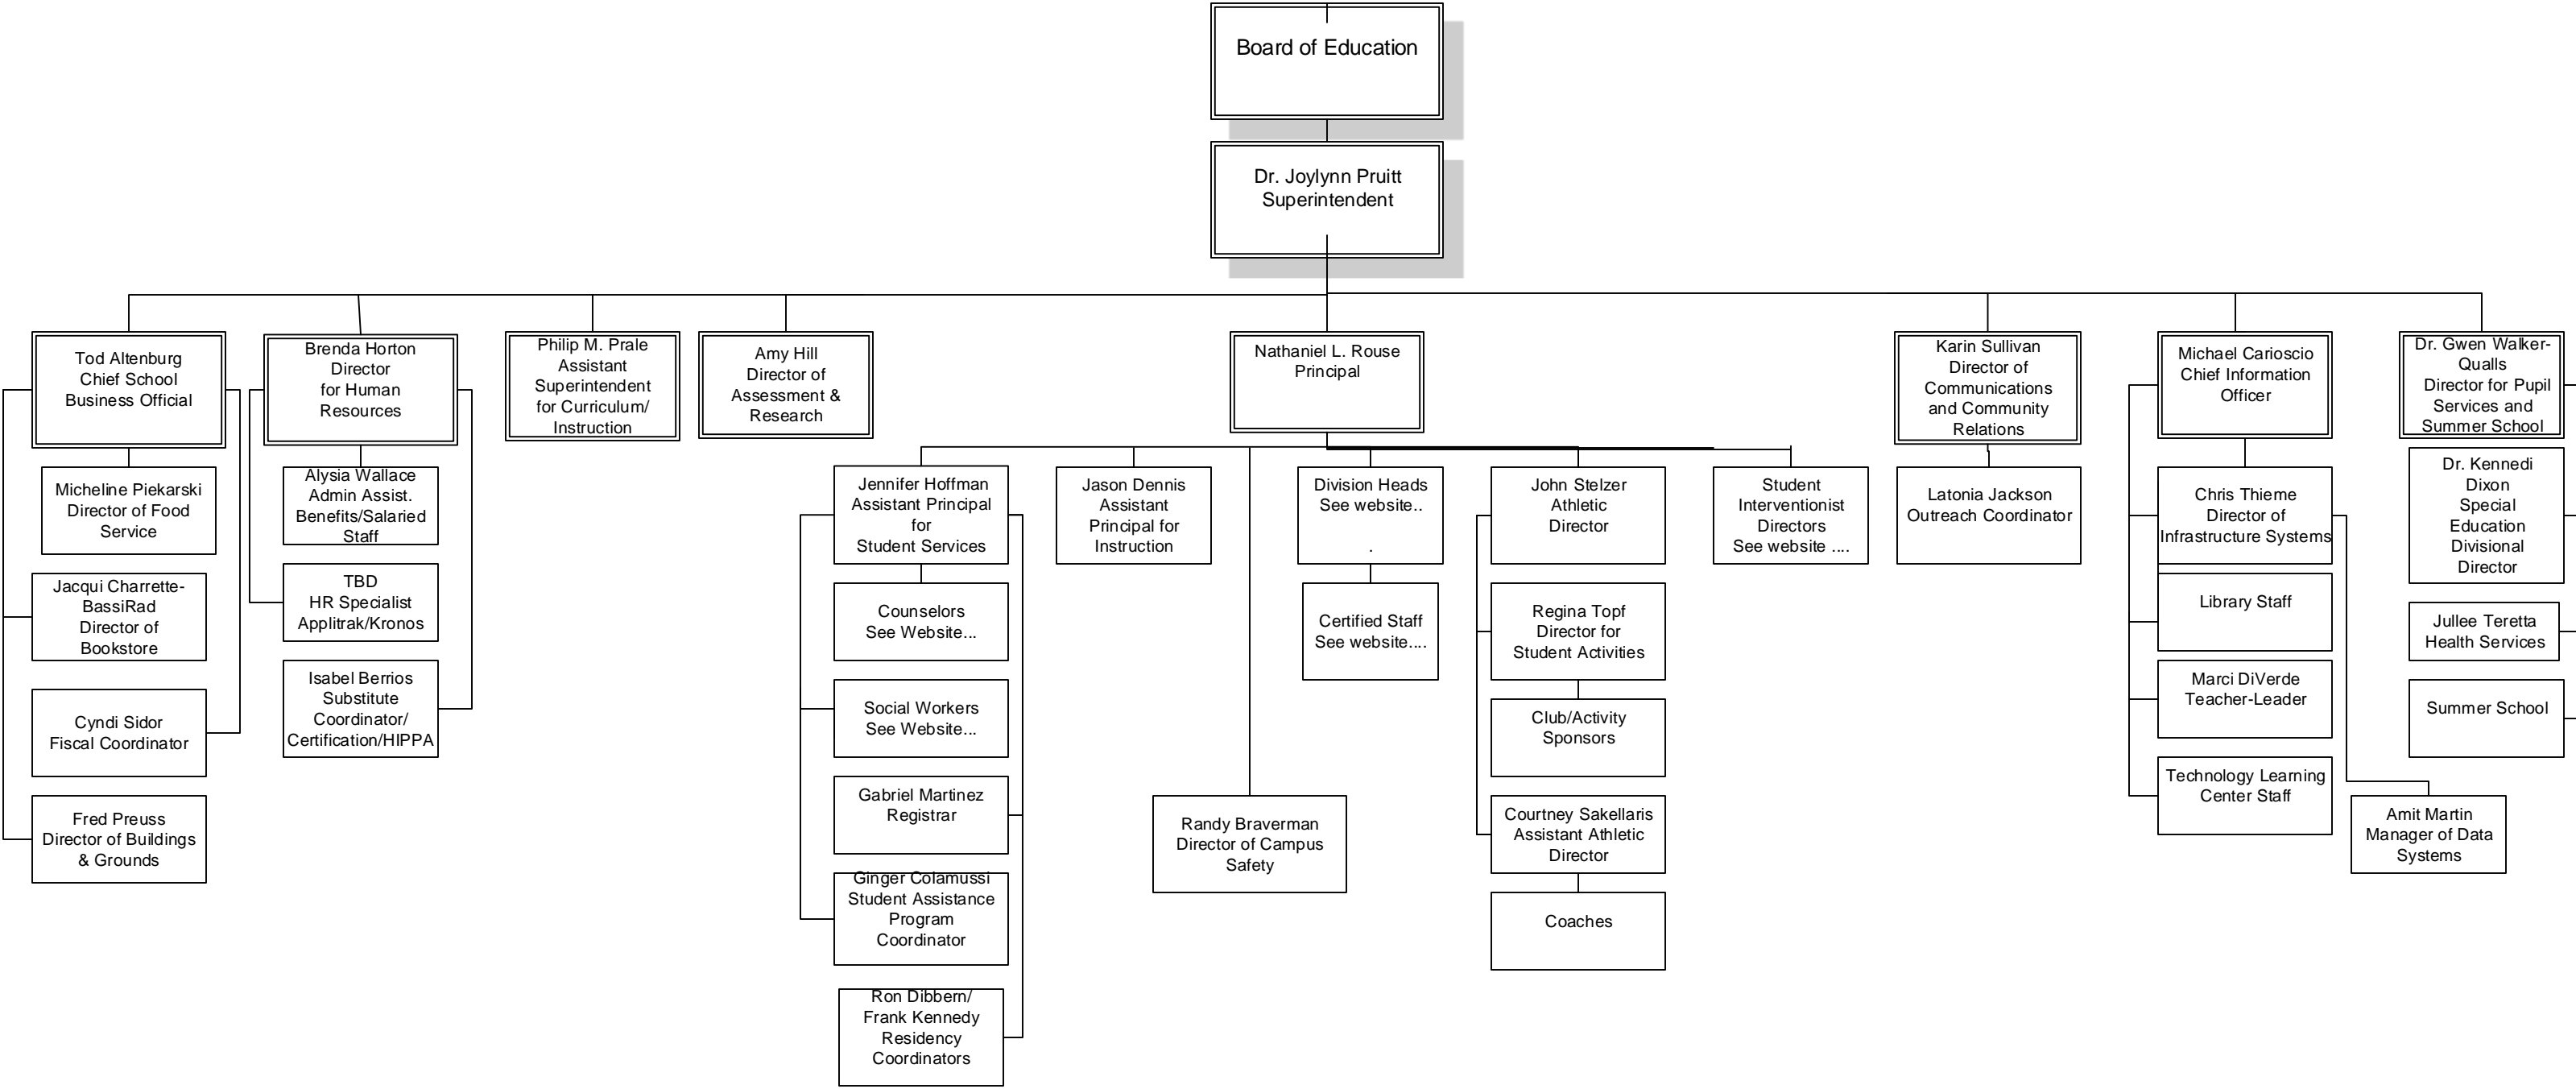 Board of Education
Dr. Joylynn Pruitt
Superintendent
Tod Altenburg
Chief School
Business Official
Brenda Horton
Director
for Human
Resources
Philip M. Prale
Assistant
Superintendent
for Curriculum/
Instruction
Amy Hill
Director of
Assessment &
Research
Nathaniel L. Rouse
Principal
Karin Sullivan
Director of
Communications
and Community
Relations
Michael Carioscio
Chief Information
Officer
Dr. Gwen Walker-
Qualls
Director for Pupil
Services and
Summer School
Micheline Piekarski
Director of Food
Service
Jacqui Charrette-
BassiRad
Director of
Bookstore
Cyndi Sidor
Fiscal Coordinator
Fred Preuss
Director of Buildings
& Grounds
Alysia Wallace
Admin Assist.
Benefits/Salaried
Staff
TBD
HR Specialist
Applitrak/Kronos
Isabel Berrios
Substitute
Coordinator/
Certification/HIPPA
Jennifer Hoffman
Assistant Principal
for
Student Services
Counselors
See Website...
Social Workers
See Website...
Gabriel Martinez
Registrar
Ginger Colamussi
Student Assistance
Program
Coordinator
Ron Dibbern/
Frank Kennedy
Residency
Coordinators
Jason Dennis
Assistant
Principal for
Instruction
Randy Braverman
Director of Campus
Safety
Division Heads
See website..
.
Certified Staff
See website....
John Stelzer
Athletic
Director
Regina Topf
Director for
Student Activities
Club/Activity
Sponsors
Courtney Sakellaris
Assistant Athletic
Director
Coaches
Student
Interventionist
Directors
See website ....
Latonia Jackson
Outreach Coordinator
Chris Thieme
Director of
Infrastructure Systems
Library Staff
Marci DiVerde
Teacher-Leader
Technology Learning
Center Staff
Amit Martin
Manager of Data
Systems
Dr. Kennedi
Dixon
Special
Education
Divisional
Director
Jullee Teretta
Health Services
Summer School